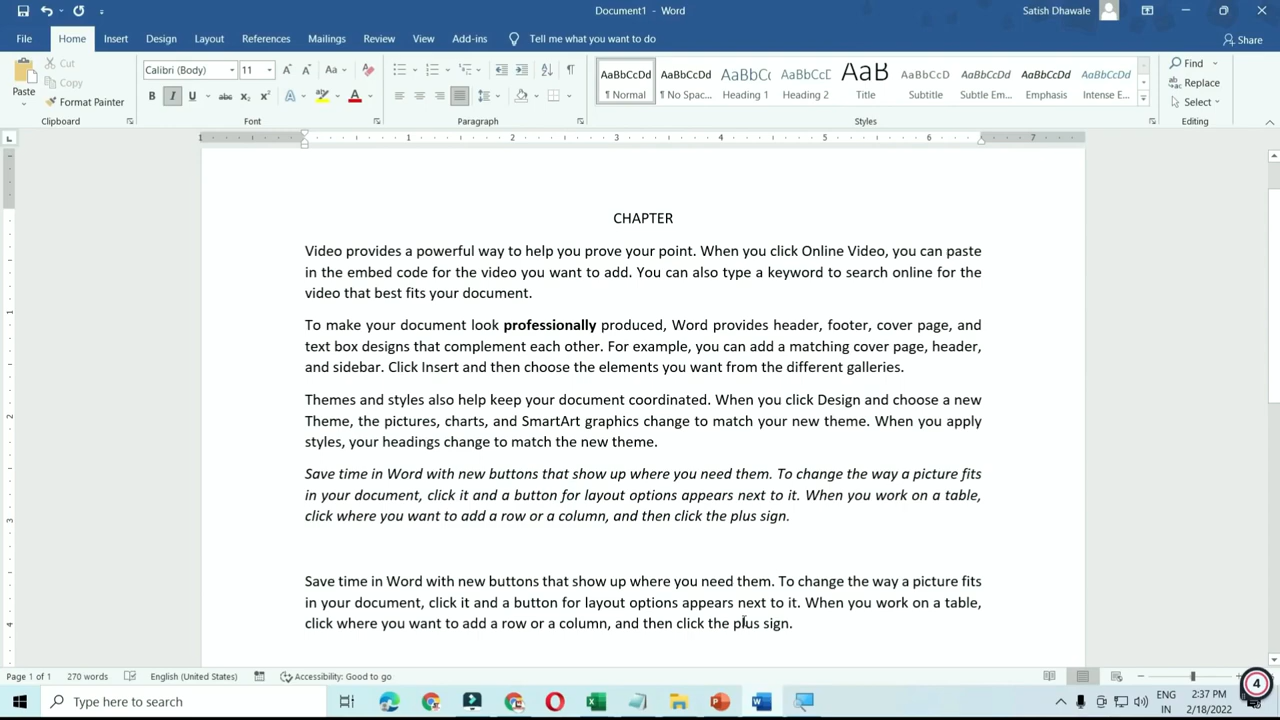 Document1 - Word
Satish Dhawale
File Home Insert Design Layout References Mailings Review View Add-ins Tell me what you want to do Share
Cut
Copy
Format Painter
Paste
Clipboard
Calibri (Body) 11
Font
Paragraph
AaBbCcDd AaBbCcDd AaBbC( AaBbCcE AaB AaBbCcD AaBbCcDd AaBbCcDd AaBbCcDd
¶ Normal ¶ No Spac... Heading 1 Heading 2 Title Subtitle Subtle Em... Emphasis Intense E...
Styles
Find
Replace
Select
Editing
1 1 2 3 4 5 6 7
CHAPTER
Video provides a powerful way to help you prove your point. When you click Online Video, you can paste
in the embed code for the video you want to add. You can also type a keyword to search online for the
video that best fits your document.
To make your document look professionally produced, Word provides header, footer, cover page, and
text box designs that complement each other. For example, you can add a matching cover page, header,
and sidebar. Click Insert and then choose the elements you want from the different galleries.
Themes and styles also help keep your document coordinated. When you click Design and choose a new
Theme, the pictures, charts, and SmartArt graphics change to match your new theme. When you apply
styles, your headings change to match the new theme.
Save time in Word with new buttons that show up where you need them. To change the way a picture fits
in your document, click it and a button for layout options appears next to it. When you work on a table,
click where you want to add a row or a column, and then click the plus sign.
Save time in Word with new buttons that show up where you need them. To change the way a picture fits
in your document, click it and a button for layout options appears next to it. When you work on a table,
click where you want to add a row or a column, and then click the plus sign.
Page 1 of 1 270 words English (United States) Accessibility: Good to go
4
Type here to search
ENG
IN
2:37 PM
2/18/2022